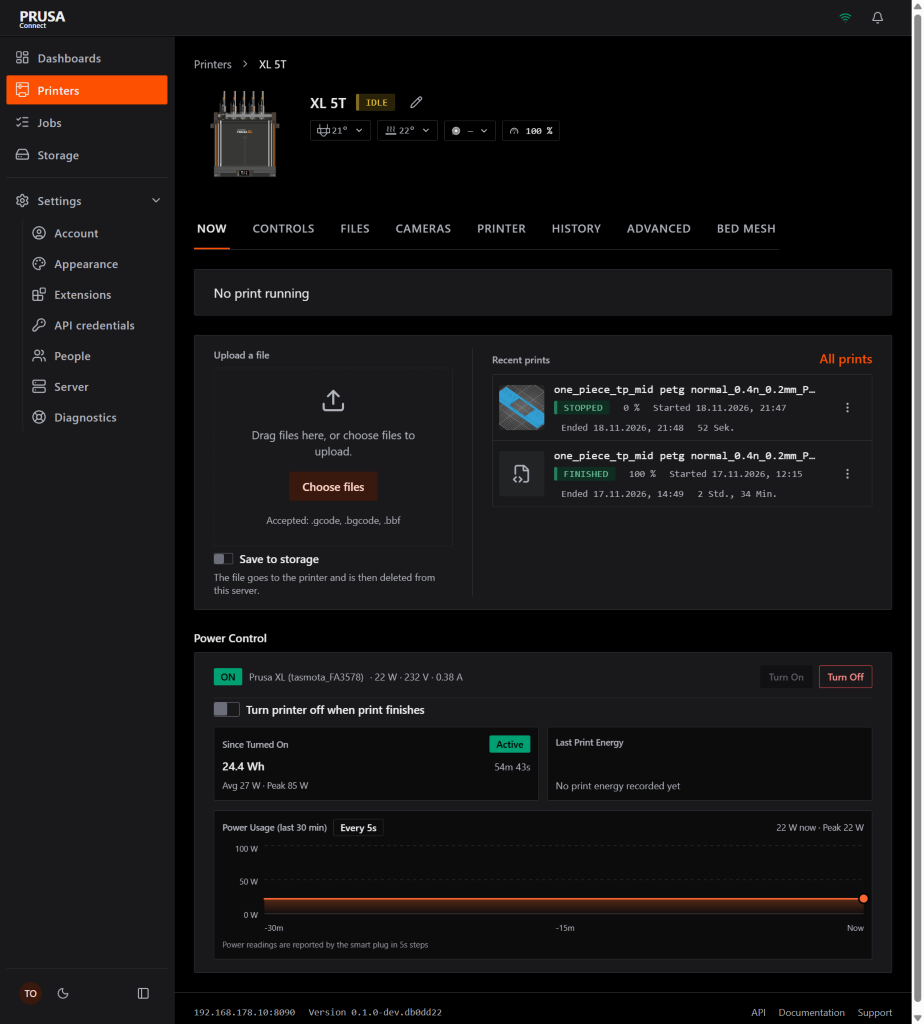 PRUSA
Connect
Dashboards
Printers
Jobs
Storage
Settings
Account
Appearance
Extensions
API credentials
People
Server
Diagnostics
TO
Printers > XL 5T
XL 5T IDLE
21° 22° – 100 %
NOW CONTROLS FILES CAMERAS PRINTER HISTORY ADVANCED BED MESH
No print running
Upload a file
Drag files here, or choose files to
upload.
Choose files
Accepted: .gcode, .bgcode, .bbf
Save to storage
The file goes to the printer and is then deleted from
this server.
Recent prints All prints
one_piece_tp_mid petg normal_0.4n_0.2mm_P…
STOPPED 0 % Started 18.11.2026, 21:47
Ended 18.11.2026, 21:48 52 Sek.
one_piece_tp_mid petg normal_0.4n_0.2mm_P…
FINISHED 100 % Started 17.11.2026, 12:15
Ended 17.11.2026, 14:49 2 Std., 34 Min.
Power Control
ON Prusa XL (tasmota_FA3578) · 22 W · 232 V · 0.38 A Turn On Turn Off
Turn printer off when print finishes
Since Turned On Active
24.4 Wh 54m 43s
Avg 27 W · Peak 85 W
Last Print Energy
No print energy recorded yet
Power Usage (last 30 min) Every 5s 22 W now · Peak 22 W
100 W
50 W
0 W
-30m -15m Now
Power readings are reported by the smart plug in 5s steps
192.168.178.10:8090 Version 0.1.0-dev.db0dd22 API Documentation Support